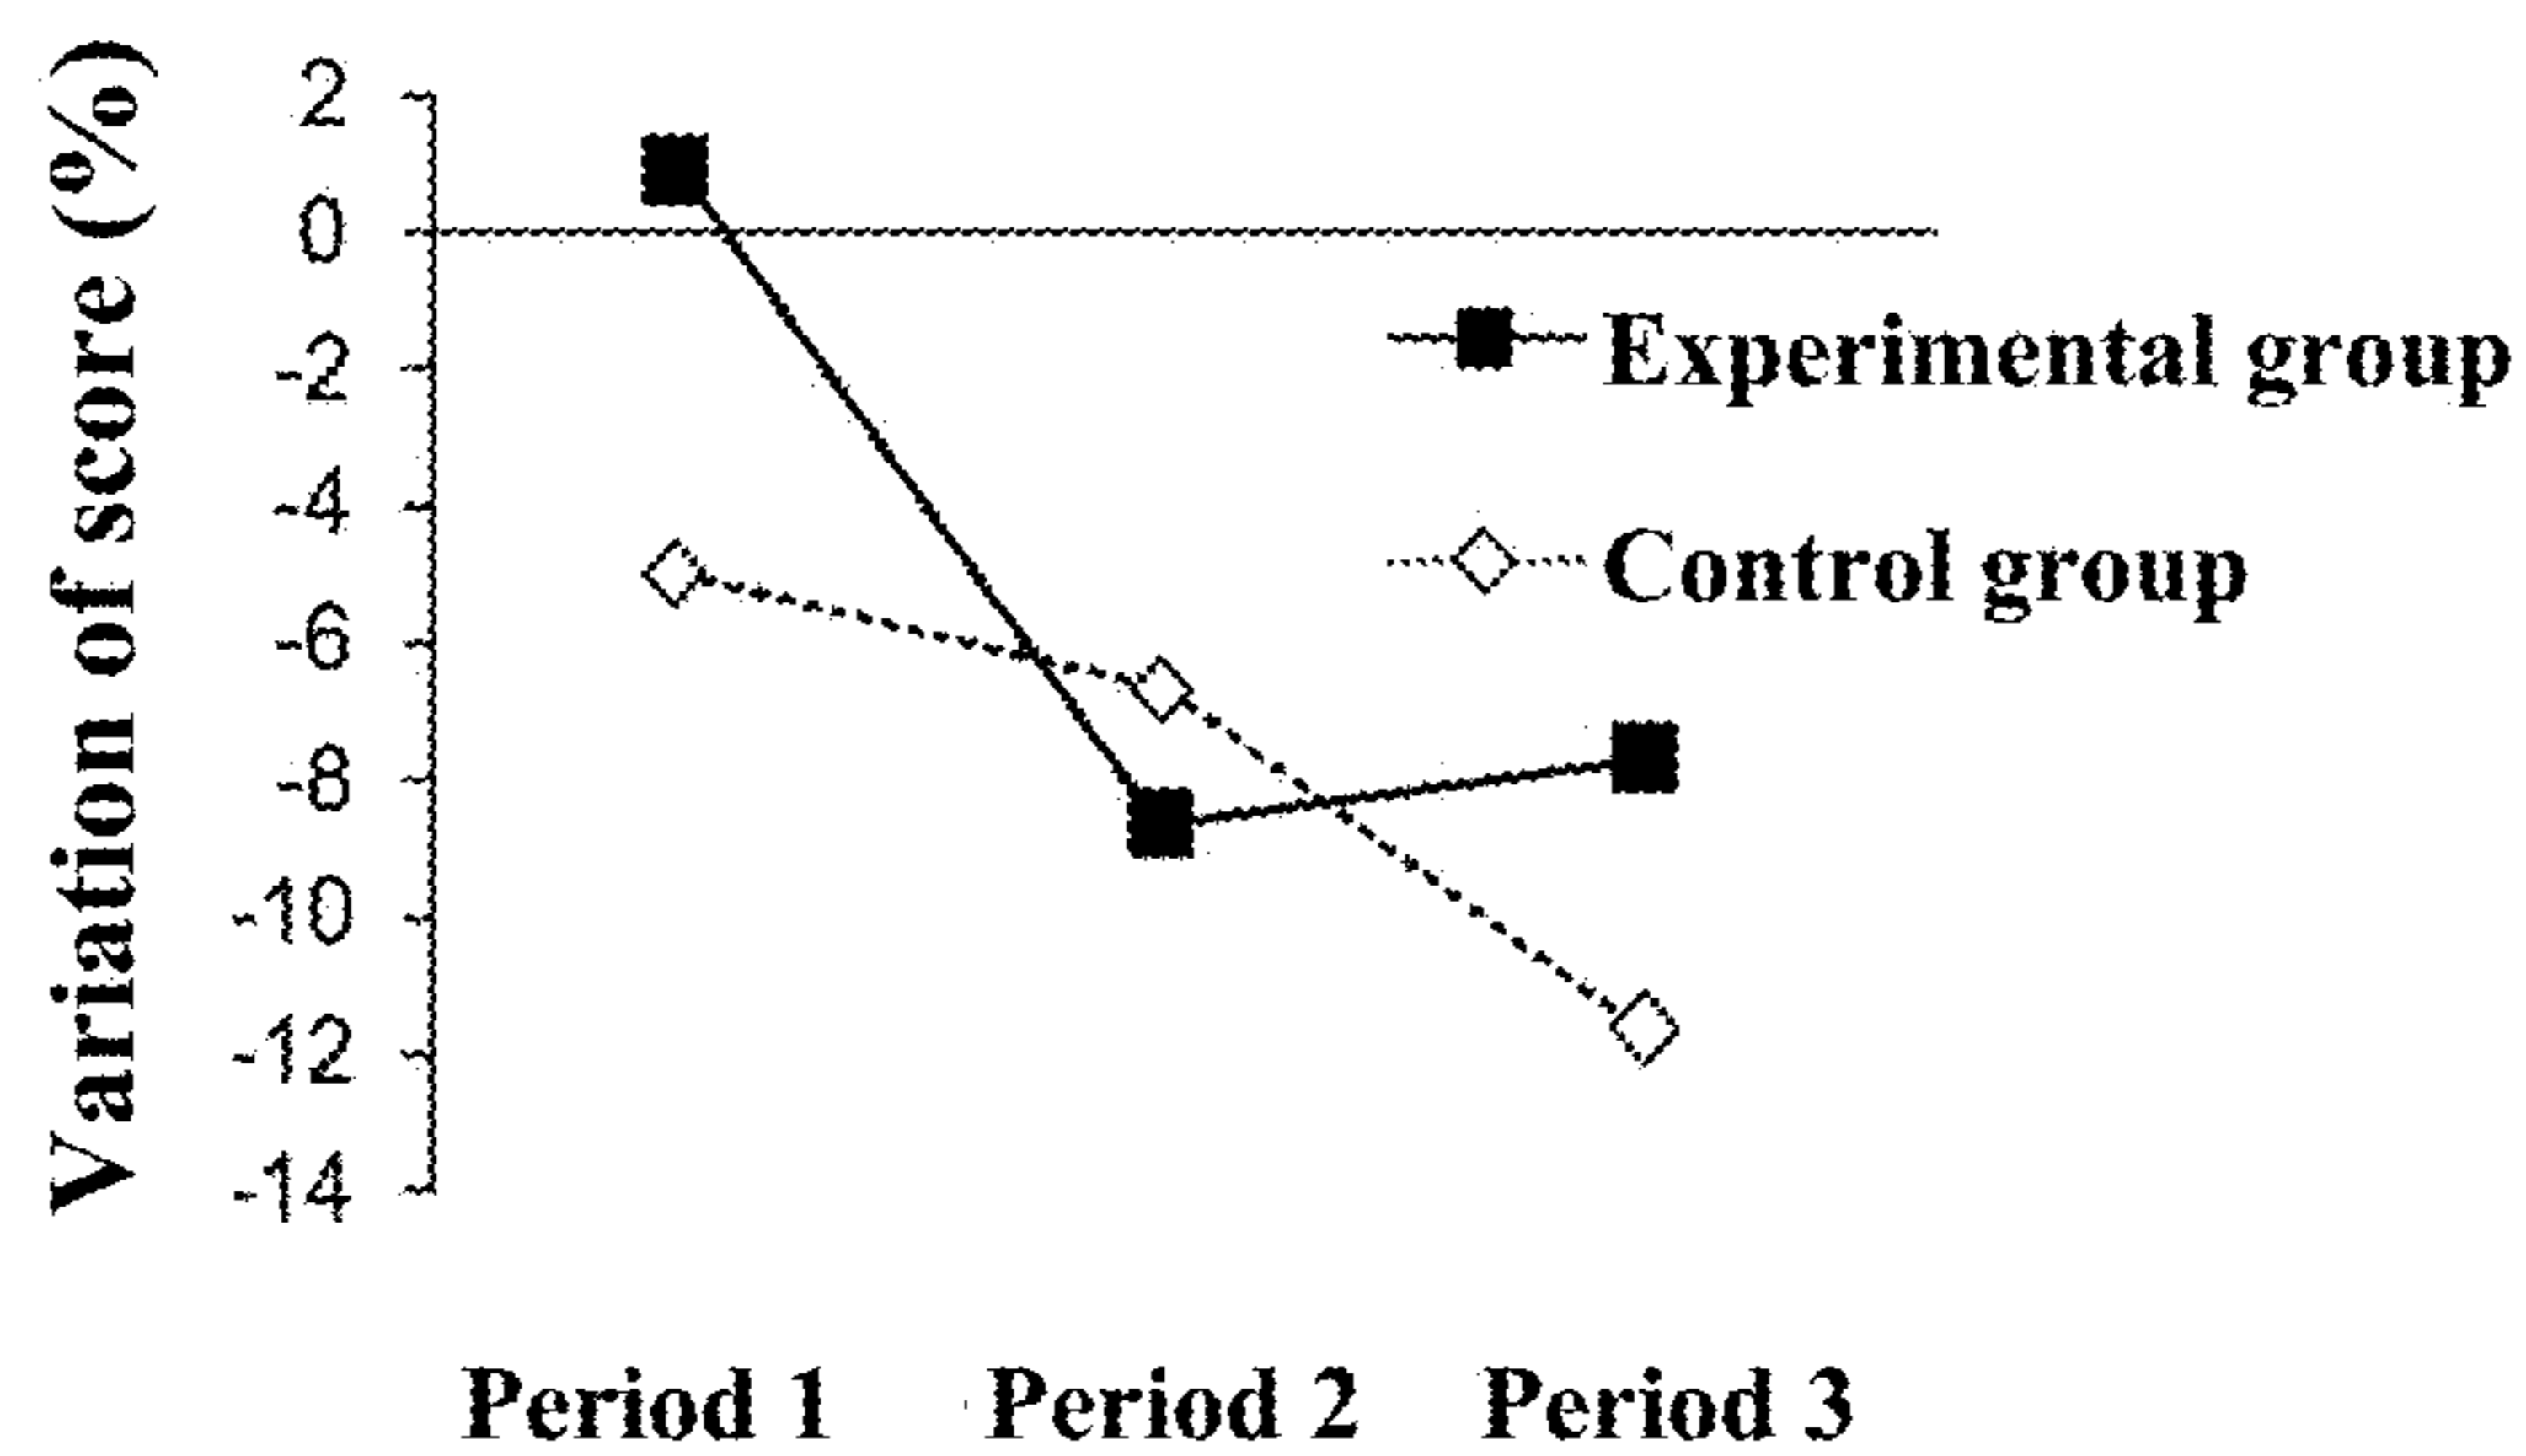 Variation of score (%)
2
0
-2
-4
-6
-8
-10
-12
-14
Experimental group
Control group
Period 1 Period 2 Period 3